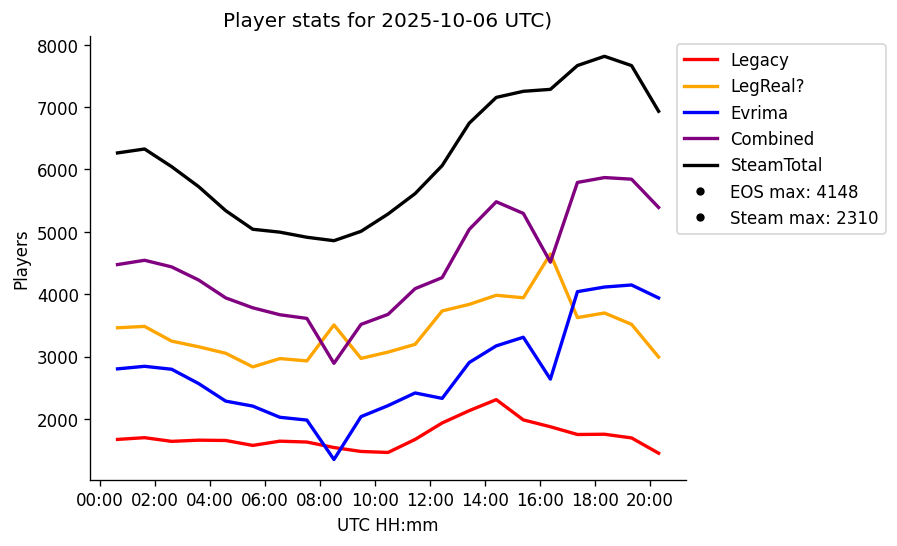 Player stats for 2025-10-06 UTC)
8000
7000
6000
5000
4000
3000
2000
Players
00:00 02:00 04:00 06:00 08:00 10:00 12:00 14:00 16:00 18:00 20:00
UTC HH:mm
Legacy
LegReal?
Evrima
Combined
SteamTotal
EOS max: 4148
Steam max: 2310